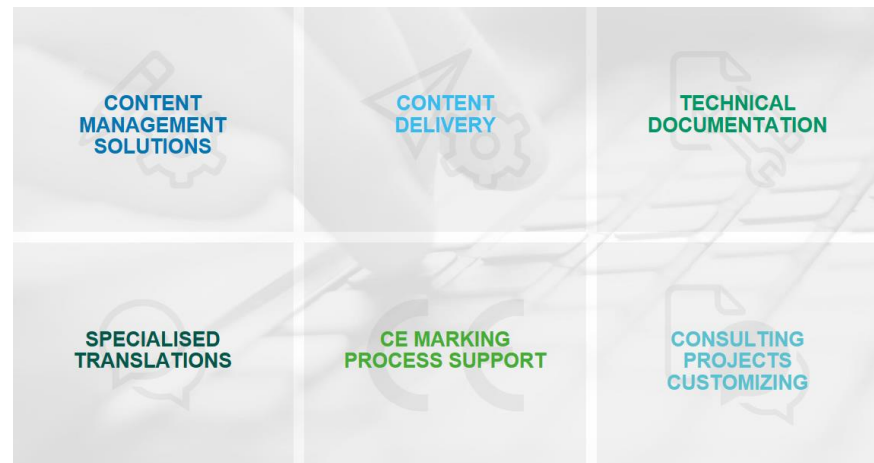 CONTENT
MANAGEMENT
SOLUTIONS
CONTENT
DELIVERY
TECHNICAL
DOCUMENTATION
SPECIALISED
TRANSLATIONS
CE MARKING
PROCESS SUPPORT
CONSULTING
PROJECTS
CUSTOMIZING